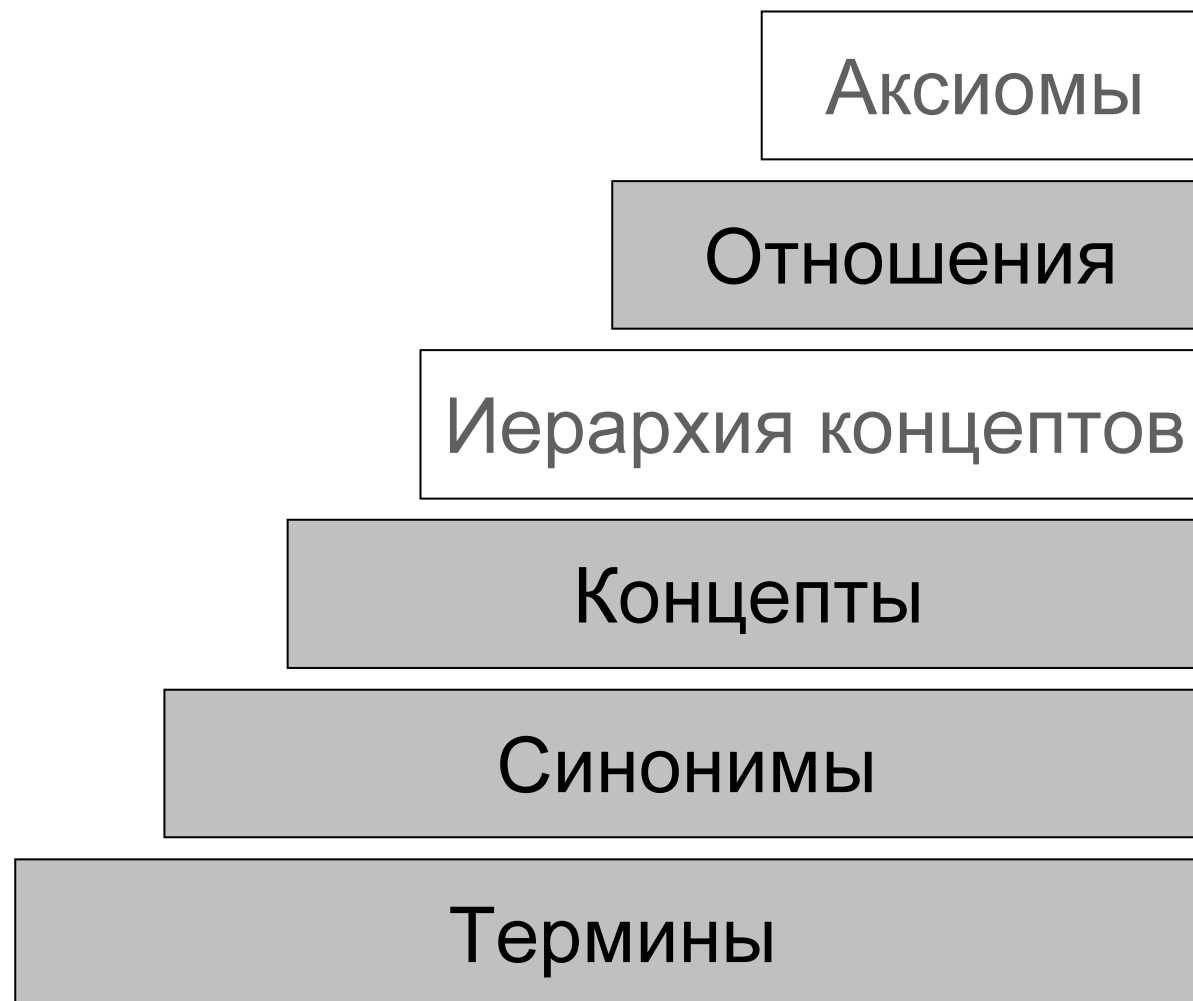 Аксиомы
Отношения
Иерархия концептов
Концепты
Синонимы
Термины